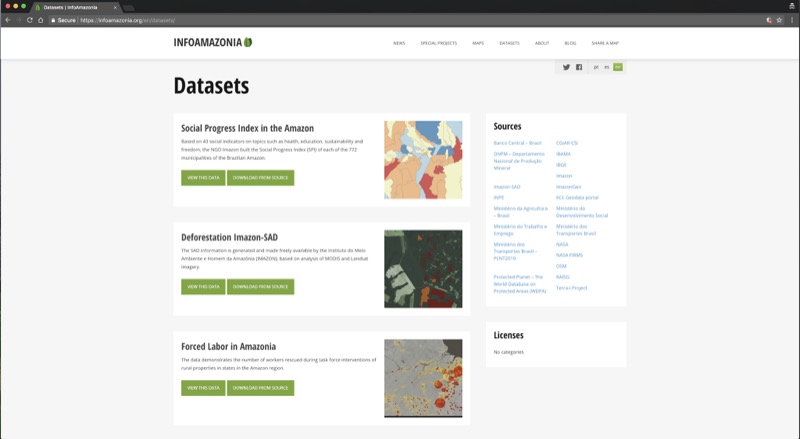 Datasets | InfoAmazonia
Secure
https://infoamazonia.org/en/datasets/
INFOAMAZONIA
NEWS
SPECIAL PROJECTS
MAPS
DATASETS
ABOUT
BLOG
SHARE A MAP
pt
es
en
Datasets
Social Progress Index in the Amazon
Based on 43 social indicators on topics such as health, education, sustainability and
freedom, the NGO Imazon built the Social Progress Index (SPI) of each of the 772
municipalities of the Brazilian Amazon.
VIEW THIS DATA
DOWNLOAD FROM SOURCE
Deforestation Imazon-SAD
The SAD information is generated and made freely available by the Instituto do Meio
Ambiente e Homem da Amazônia (IMAZON), based on analysis of MODIS and Landsat
imagery.
VIEW THIS DATA
DOWNLOAD FROM SOURCE
Forced Labor in Amazonia
The data demonstrates the number of workers rescued during task force interventions of
rural properties in states in the Amazon region.
VIEW THIS DATA
DOWNLOAD FROM SOURCE
Sources
Banco Central – Brasil
DNPM – Departamento
Nacional de Produção
Mineral
Imazon-SAD
INPE
Ministério da Agricultura
– Brasil
Ministério do Trabalho e
Emprego
Ministério dos
Transportes Brasil –
PLNT2010
Protected Planet – The
World Database on
Protected Areas (WDPA)
CGIAR-CSI
IBAMA
IBGE
Imazon
ImazonGeo
KCL Geodata portal
Ministério do
Desenvolvimento Social
Ministério dos
Transportes Brasil
NASA
NASA FIRMS
OSM
RAISG
Terra-i Project
Licenses
No categories